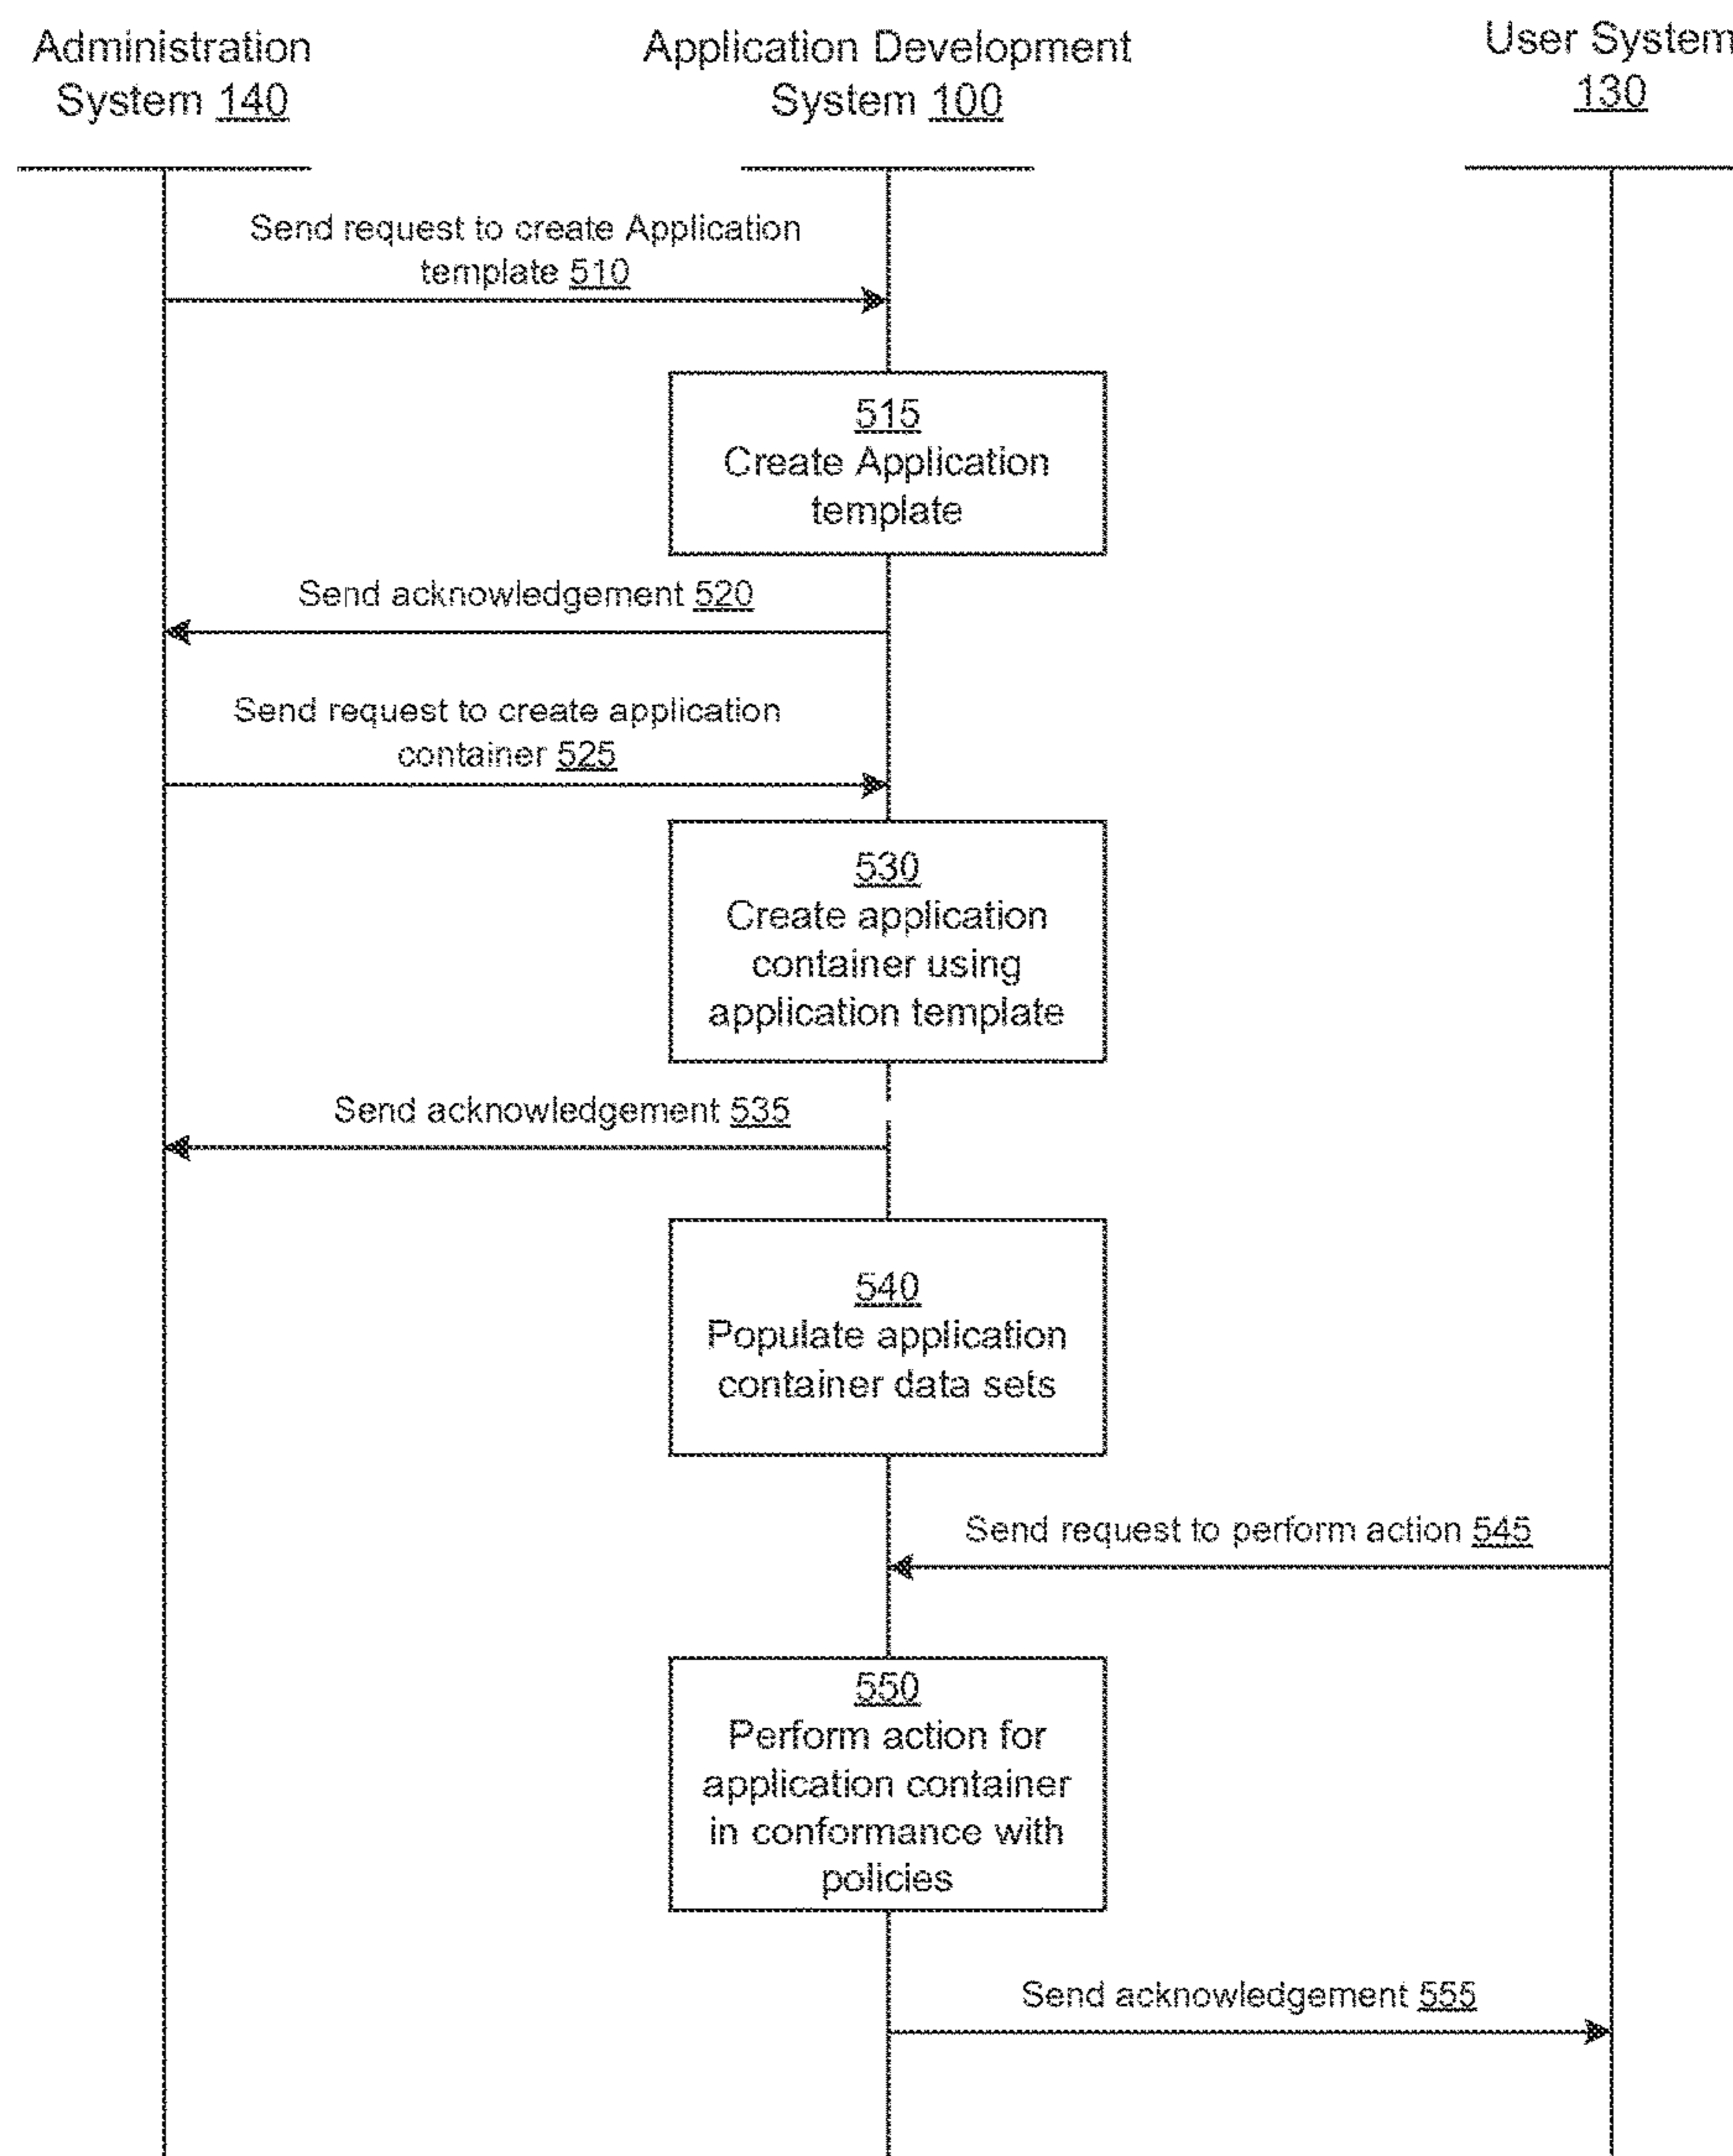 Administration
System 140
Application Development
System 100
User System
130
Send request to create Application
template 510
515
Create Application
template
Send acknowledgement 520
Send request to create application
container 525
530
Create application
container using
application template
Send acknowledgement 535
540
Populate application
container data sets
Send request to perform action 545
550
Perform action for
application container
in conformance with
policies
Send acknowledgement 555